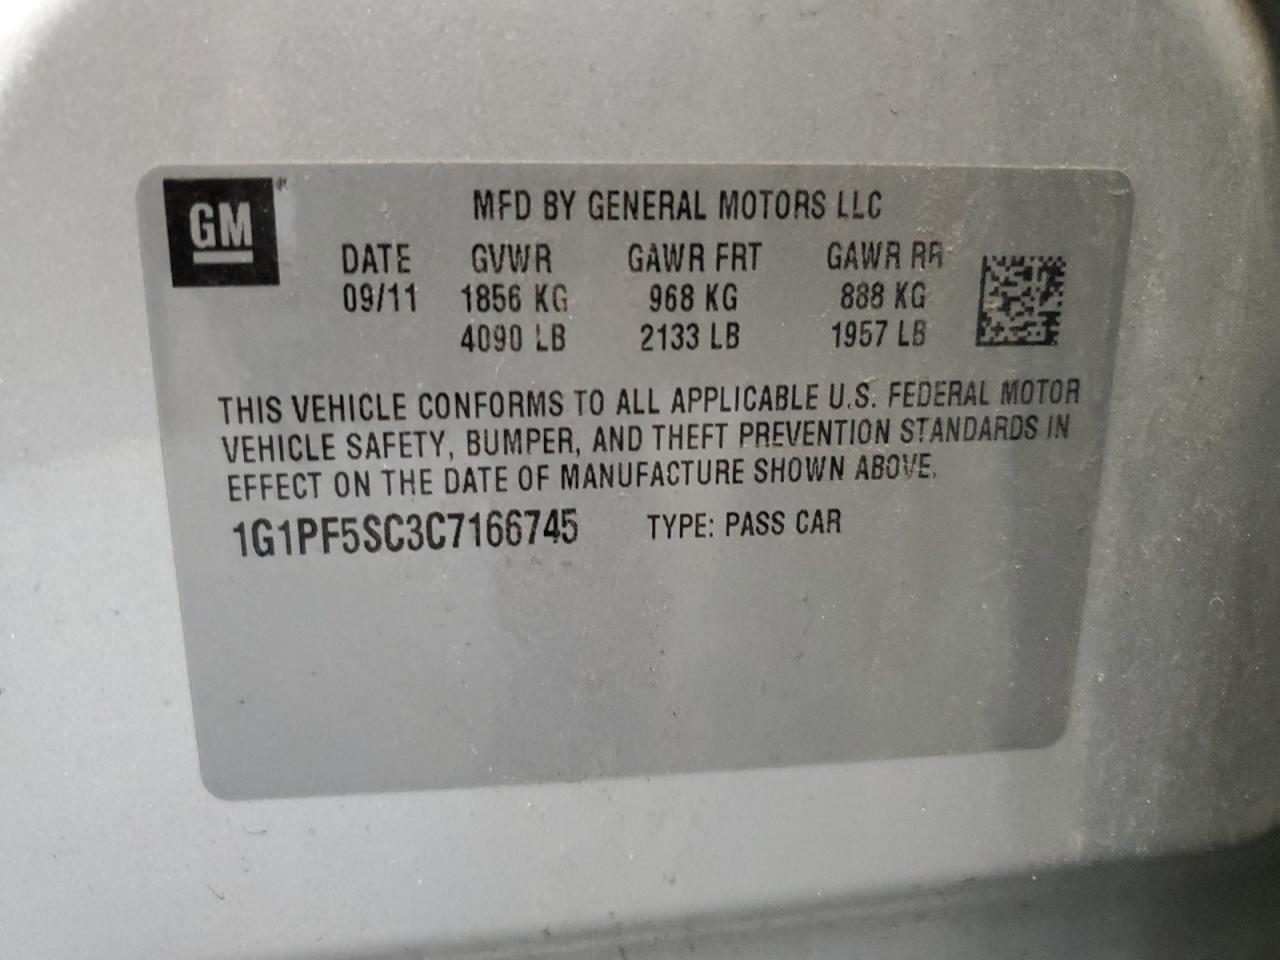 GM
MFD BY GENERAL MOTORS LLC
DATE GVWR GAWR FRT GAWR RR
09/11 1856 KG 968 KG 888 KG
4090 LB 2133 LB 1957 LB
THIS VEHICLE CONFORMS TO ALL APPLICABLE U.S. FEDERAL MOTOR
VEHICLE SAFETY, BUMPER, AND THEFT PREVENTION STANDARDS IN
EFFECT ON THE DATE OF MANUFACTURE SHOWN ABOVE.
1G1PF5SC3C7166745 TYPE: PASS CAR